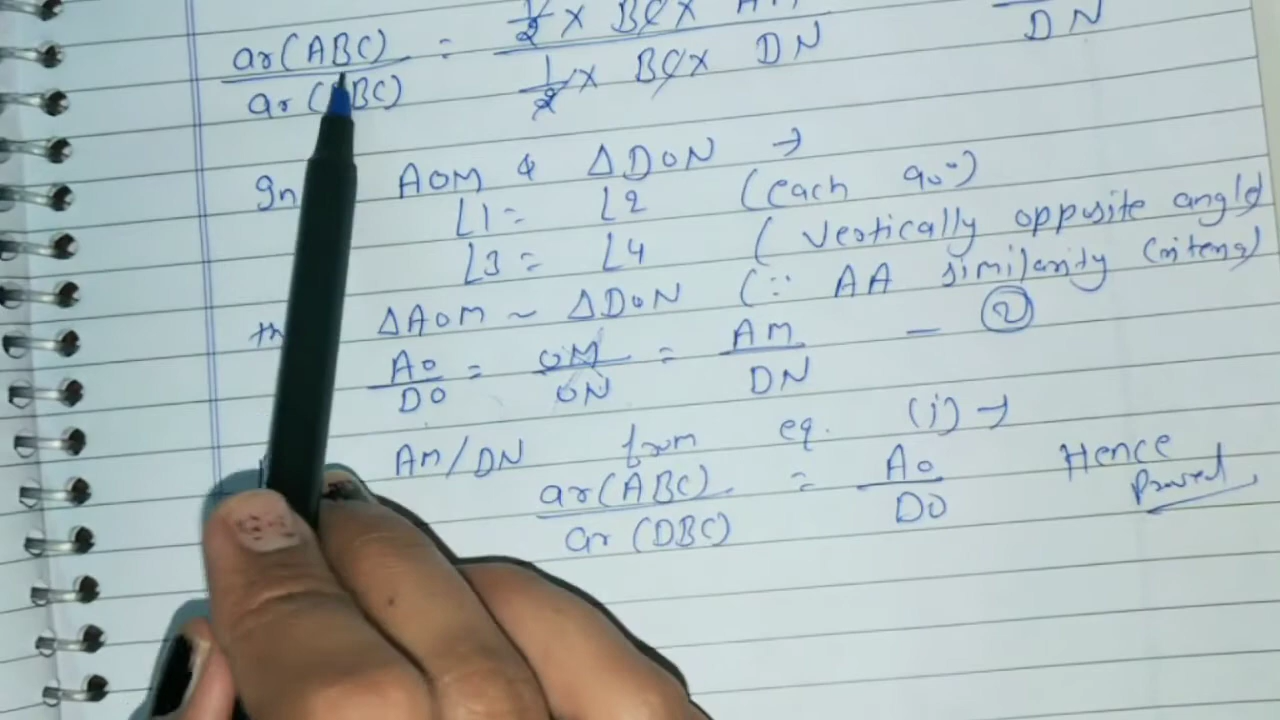 ar(ABC) = 1/2 × BC × AM
ar( BC) 1/2 × BC × DN DN
In AOM & ΔDON →
∠1 = ∠2 (each 90°)
∠3 = ∠4 (Vertically opposite angle)
ΔAOM ~ ΔDON (∵ AA similarity
AO/DO = OM/ON = AM/DN — ②
AM/DN from eq. (i) →
ar(ABC)/ar(DBC) = AO/DO Hence
Proved